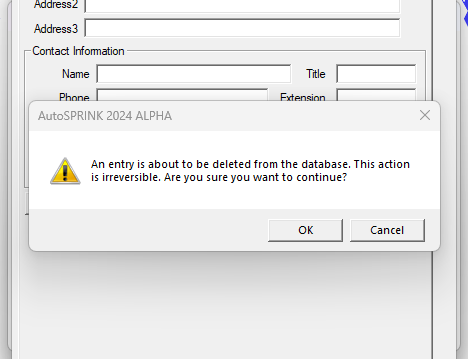 Address2
Address3
Contact Information
Name
Title
Phone
Extension
AutoSPRINK 2024 ALPHA
An entry is about to be deleted from the database. This action
is irreversible. Are you sure you want to continue?
OK
Cancel